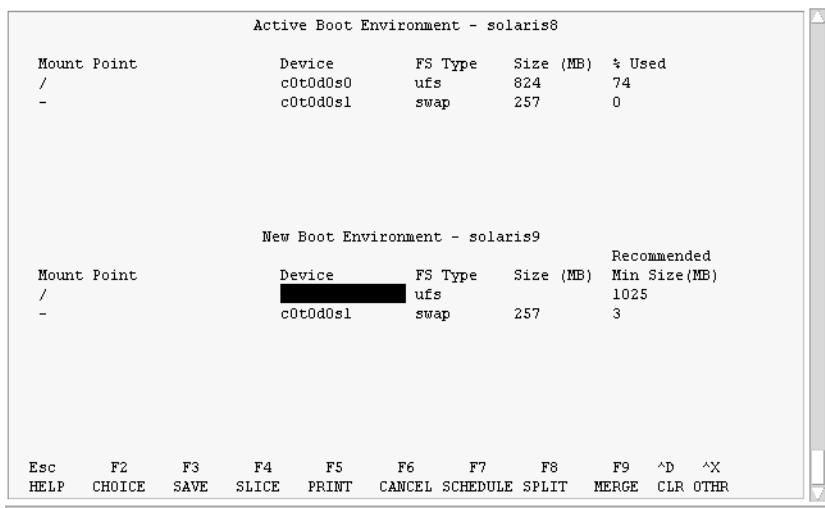 Active Boot Environment - solaris8
Mount Point Device FS Type Size (MB) % Used
/ c0t0d0s0 ufs 824 74
- c0t0d0s1 swap 257 0
New Boot Environment - solaris9
Recommended
Mount Point Device FS Type Size (MB) Min Size(MB)
/ ufs 1025
- c0t0d0s1 swap 257 3
Esc F2 F3 F4 F5 F6 F7 F8 F9 ^D ^X
HELP CHOICE SAVE SLICE PRINT CANCEL SCHEDULE SPLIT MERGE CLR OTHR